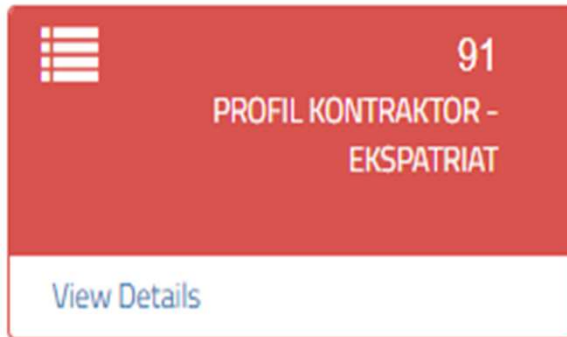 91
PROFIL KONTRAKTOR -
EKSPATRIAT
View Details